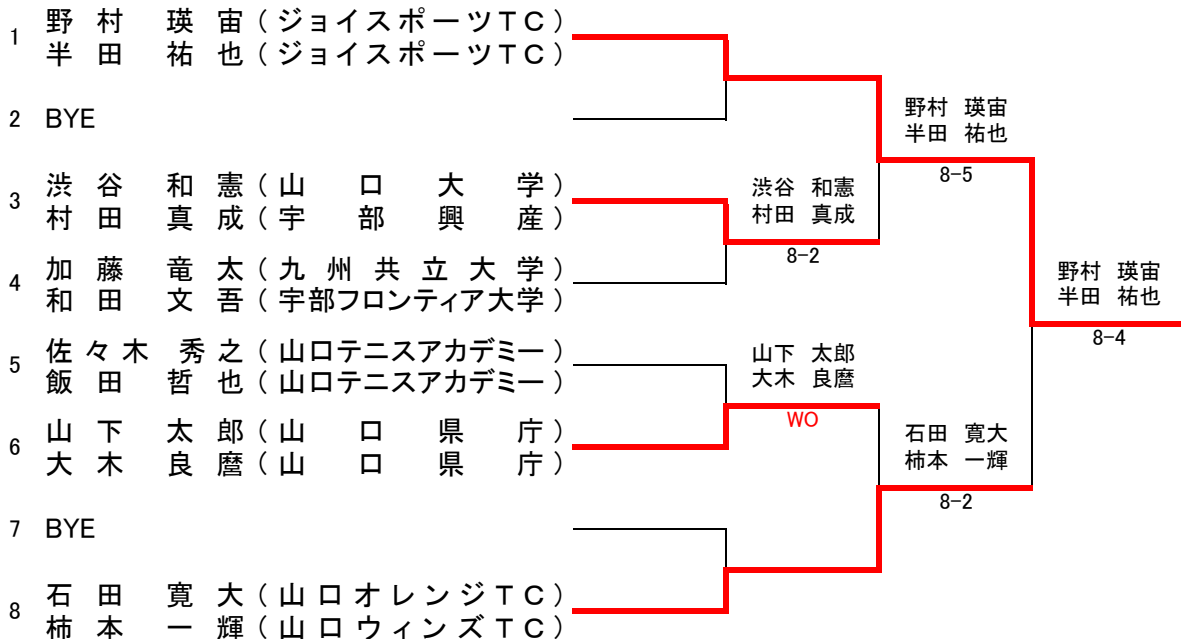 1 野村 瑛宙(ジョイスポーツTC)
半田 祐也(ジョイスポーツTC)
2 BYE
3 渋谷 和憲(山口大学)
村田 真成(宇部興産)
4 加藤 竜太(九州共立大学)
和田 文吾(宇部フロンティア大学)
5 佐々木 秀之(山口テニスアカデミー)
飯田 哲也(山口テニスアカデミー)
6 山下 太郎(山口県庁)
大木 良麿(山口県庁)
7 BYE
8 石田 寛大(山口オレンジTC)
柿本 一輝(山口ウィンズTC)
渋谷 和憲
村田 真成
8-2
山下 太郎
大木 良麿
WO
野村 瑛宙
半田 祐也
8-5
石田 寛大
柿本 一輝
8-2
野村 瑛宙
半田 祐也
8-4